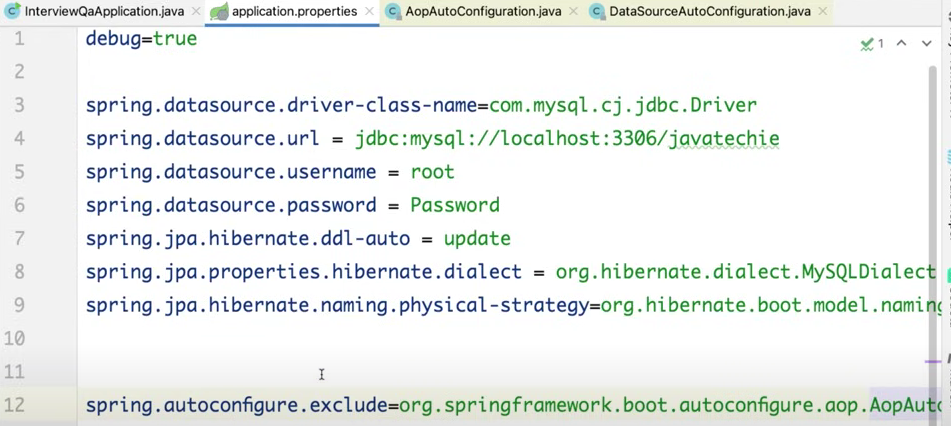 InterviewQaApplication.java application.properties AopAutoConfiguration.java DataSourceAutoConfiguration.java
1 debug=true
1
2
3 spring.datasource.driver-class-name=com.mysql.cj.jdbc.Driver
4 spring.datasource.url = jdbc:mysql://localhost:3306/javatechie
5 spring.datasource.username = root
6 spring.datasource.password = Password
7 spring.jpa.hibernate.ddl-auto = update
8 spring.jpa.properties.hibernate.dialect = org.hibernate.dialect.MySQLDialect
9 spring.jpa.hibernate.naming.physical-strategy=org.hibernate.boot.model.naming
10
11
12 spring.autoconfigure.exclude=org.springframework.boot.autoconfigure.aop.AopAuto